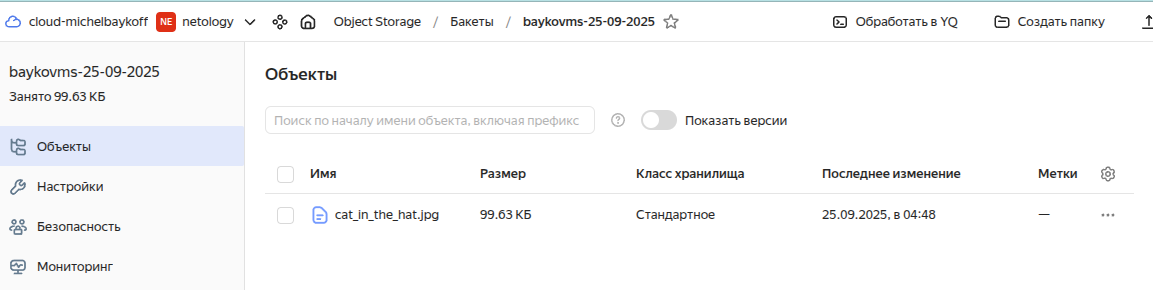 cloud-michelbaykoff NE netology Object Storage / Бакеты / baykovms-25-09-2025 Обработать в YQ Создать папку
baykovms-25-09-2025
Занято 99.63 КБ
Объекты
Настройки
Безопасность
Мониторинг
Объекты
Поиск по началу имени объекта, включая префикс Показать версии
Имя Размер Класс хранилища Последнее изменение Метки
cat_in_the_hat.jpg 99.63 КБ Стандартное 25.09.2025, в 04:48 —